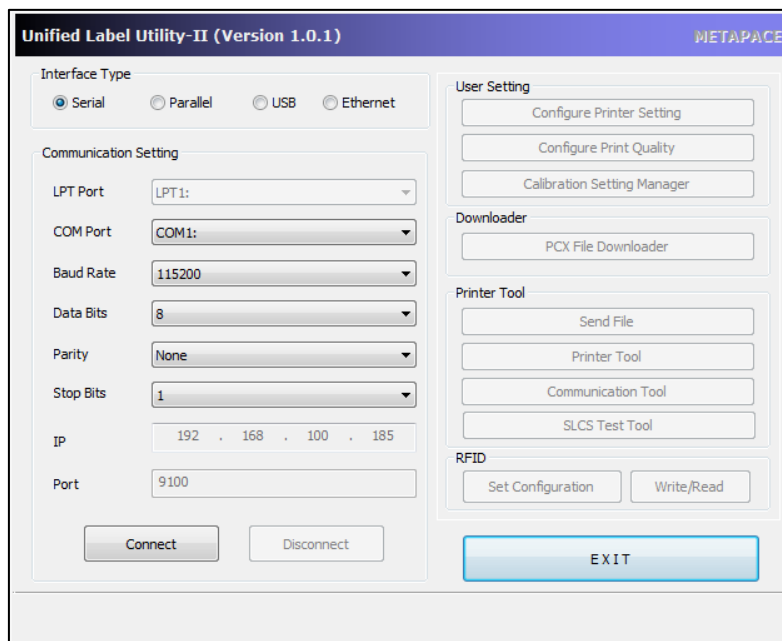 Unified Label Utility-II (Version 1.0.1) METAPACE
Interface Type
Serial Parallel USB Ethernet
Communication Setting
LPT Port LPT1:
COM Port COM1:
Baud Rate 115200
Data Bits 8
Parity None
Stop Bits 1
IP 192 . 168 . 100 . 185
Port 9100
Connect Disconnect
User Setting
Configure Printer Setting
Configure Print Quality
Calibration Setting Manager
Downloader
PCX File Downloader
Printer Tool
Send File
Printer Tool
Communication Tool
SLCS Test Tool
RFID
Set Configuration Write/Read
EXIT